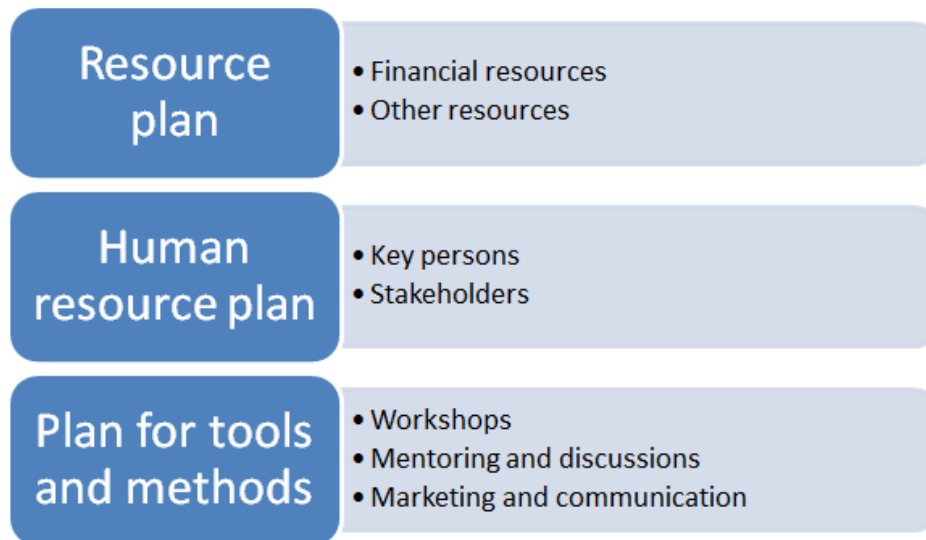 Resource
plan
• Financial resources
• Other resources
Human
resource plan
• Key persons
• Stakeholders
Plan for tools
and methods
• Workshops
• Mentoring and discussions
• Marketing and communication